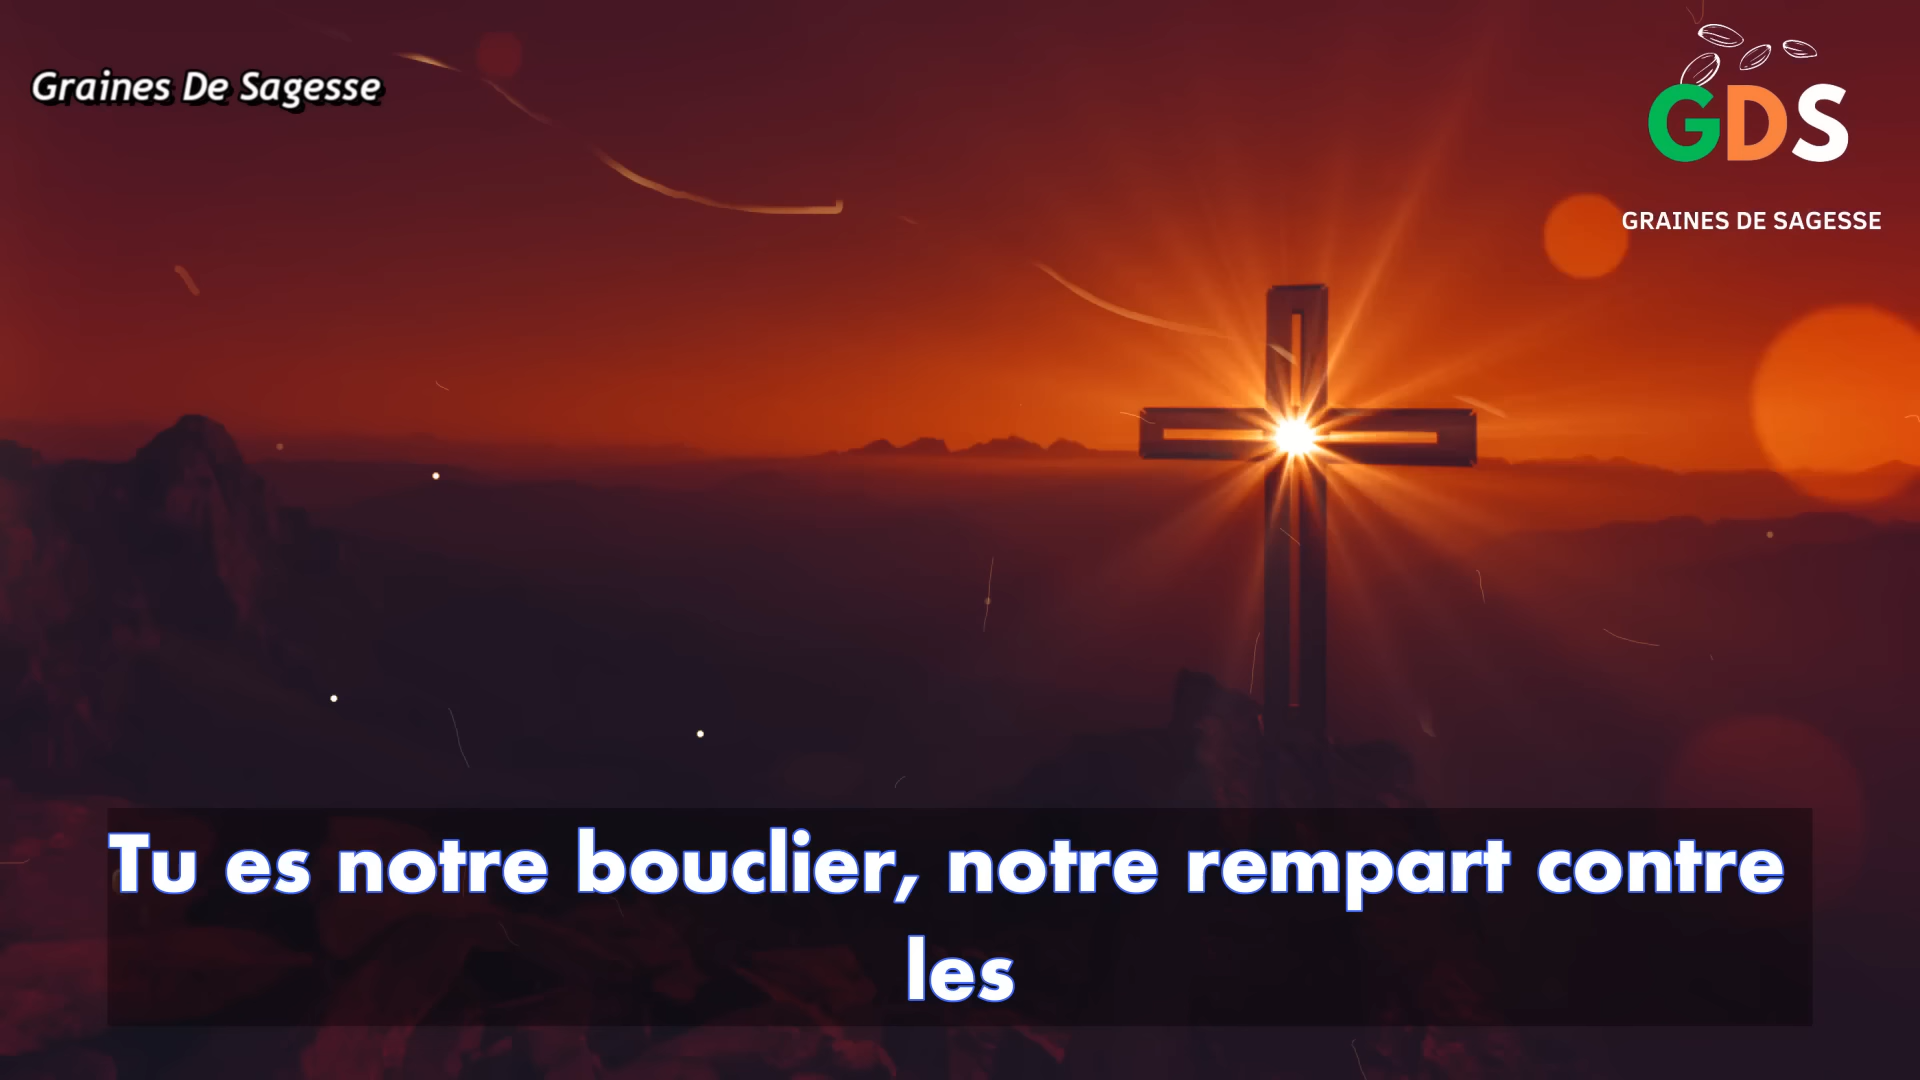 Graines De Sagesse
GDS
GRAINES DE SAGESSE
Tu es notre bouclier, notre rempart contre
les